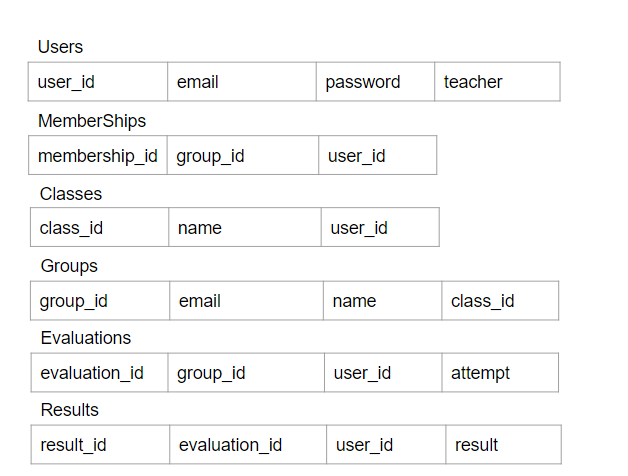 Users
user_id email password teacher
MemberShips
membership_id group_id user_id
Classes
class_id name user_id
Groups
group_id email name class_id
Evaluations
evaluation_id group_id user_id attempt
Results
result_id evaluation_id user_id result